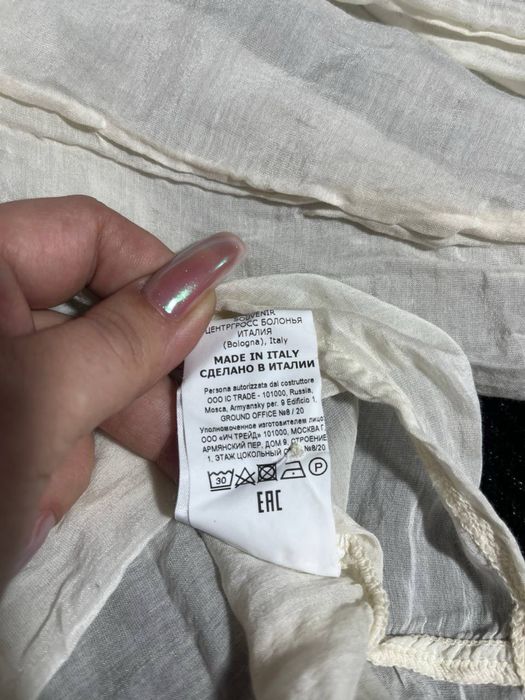 SOUVENIR
ЦЕНТРГРОСС БОЛОНЬЯ
ИТАЛИЯ
(Bologna), Italy
MADE IN ITALY
СДЕЛАНО В ИТАЛИИ
Persona autorizzata dal costruttore
OOO IC TRADE - 101000, Russia,
Mosca, Armyansky per. 9 Edificio 1,
GROUND OFFICE №8 / 20
Уполномоченное изготовителем лицо
ООО «ИЧ ТРЕЙД» 101000, МОСКВА Г,
АРМЯНСКИЙ ПЕР, ДОМ 9, СТРОЕНИЕ
1, ЭТАЖ ЦОКОЛЬНЫЙ №8/20
30 P
EAC